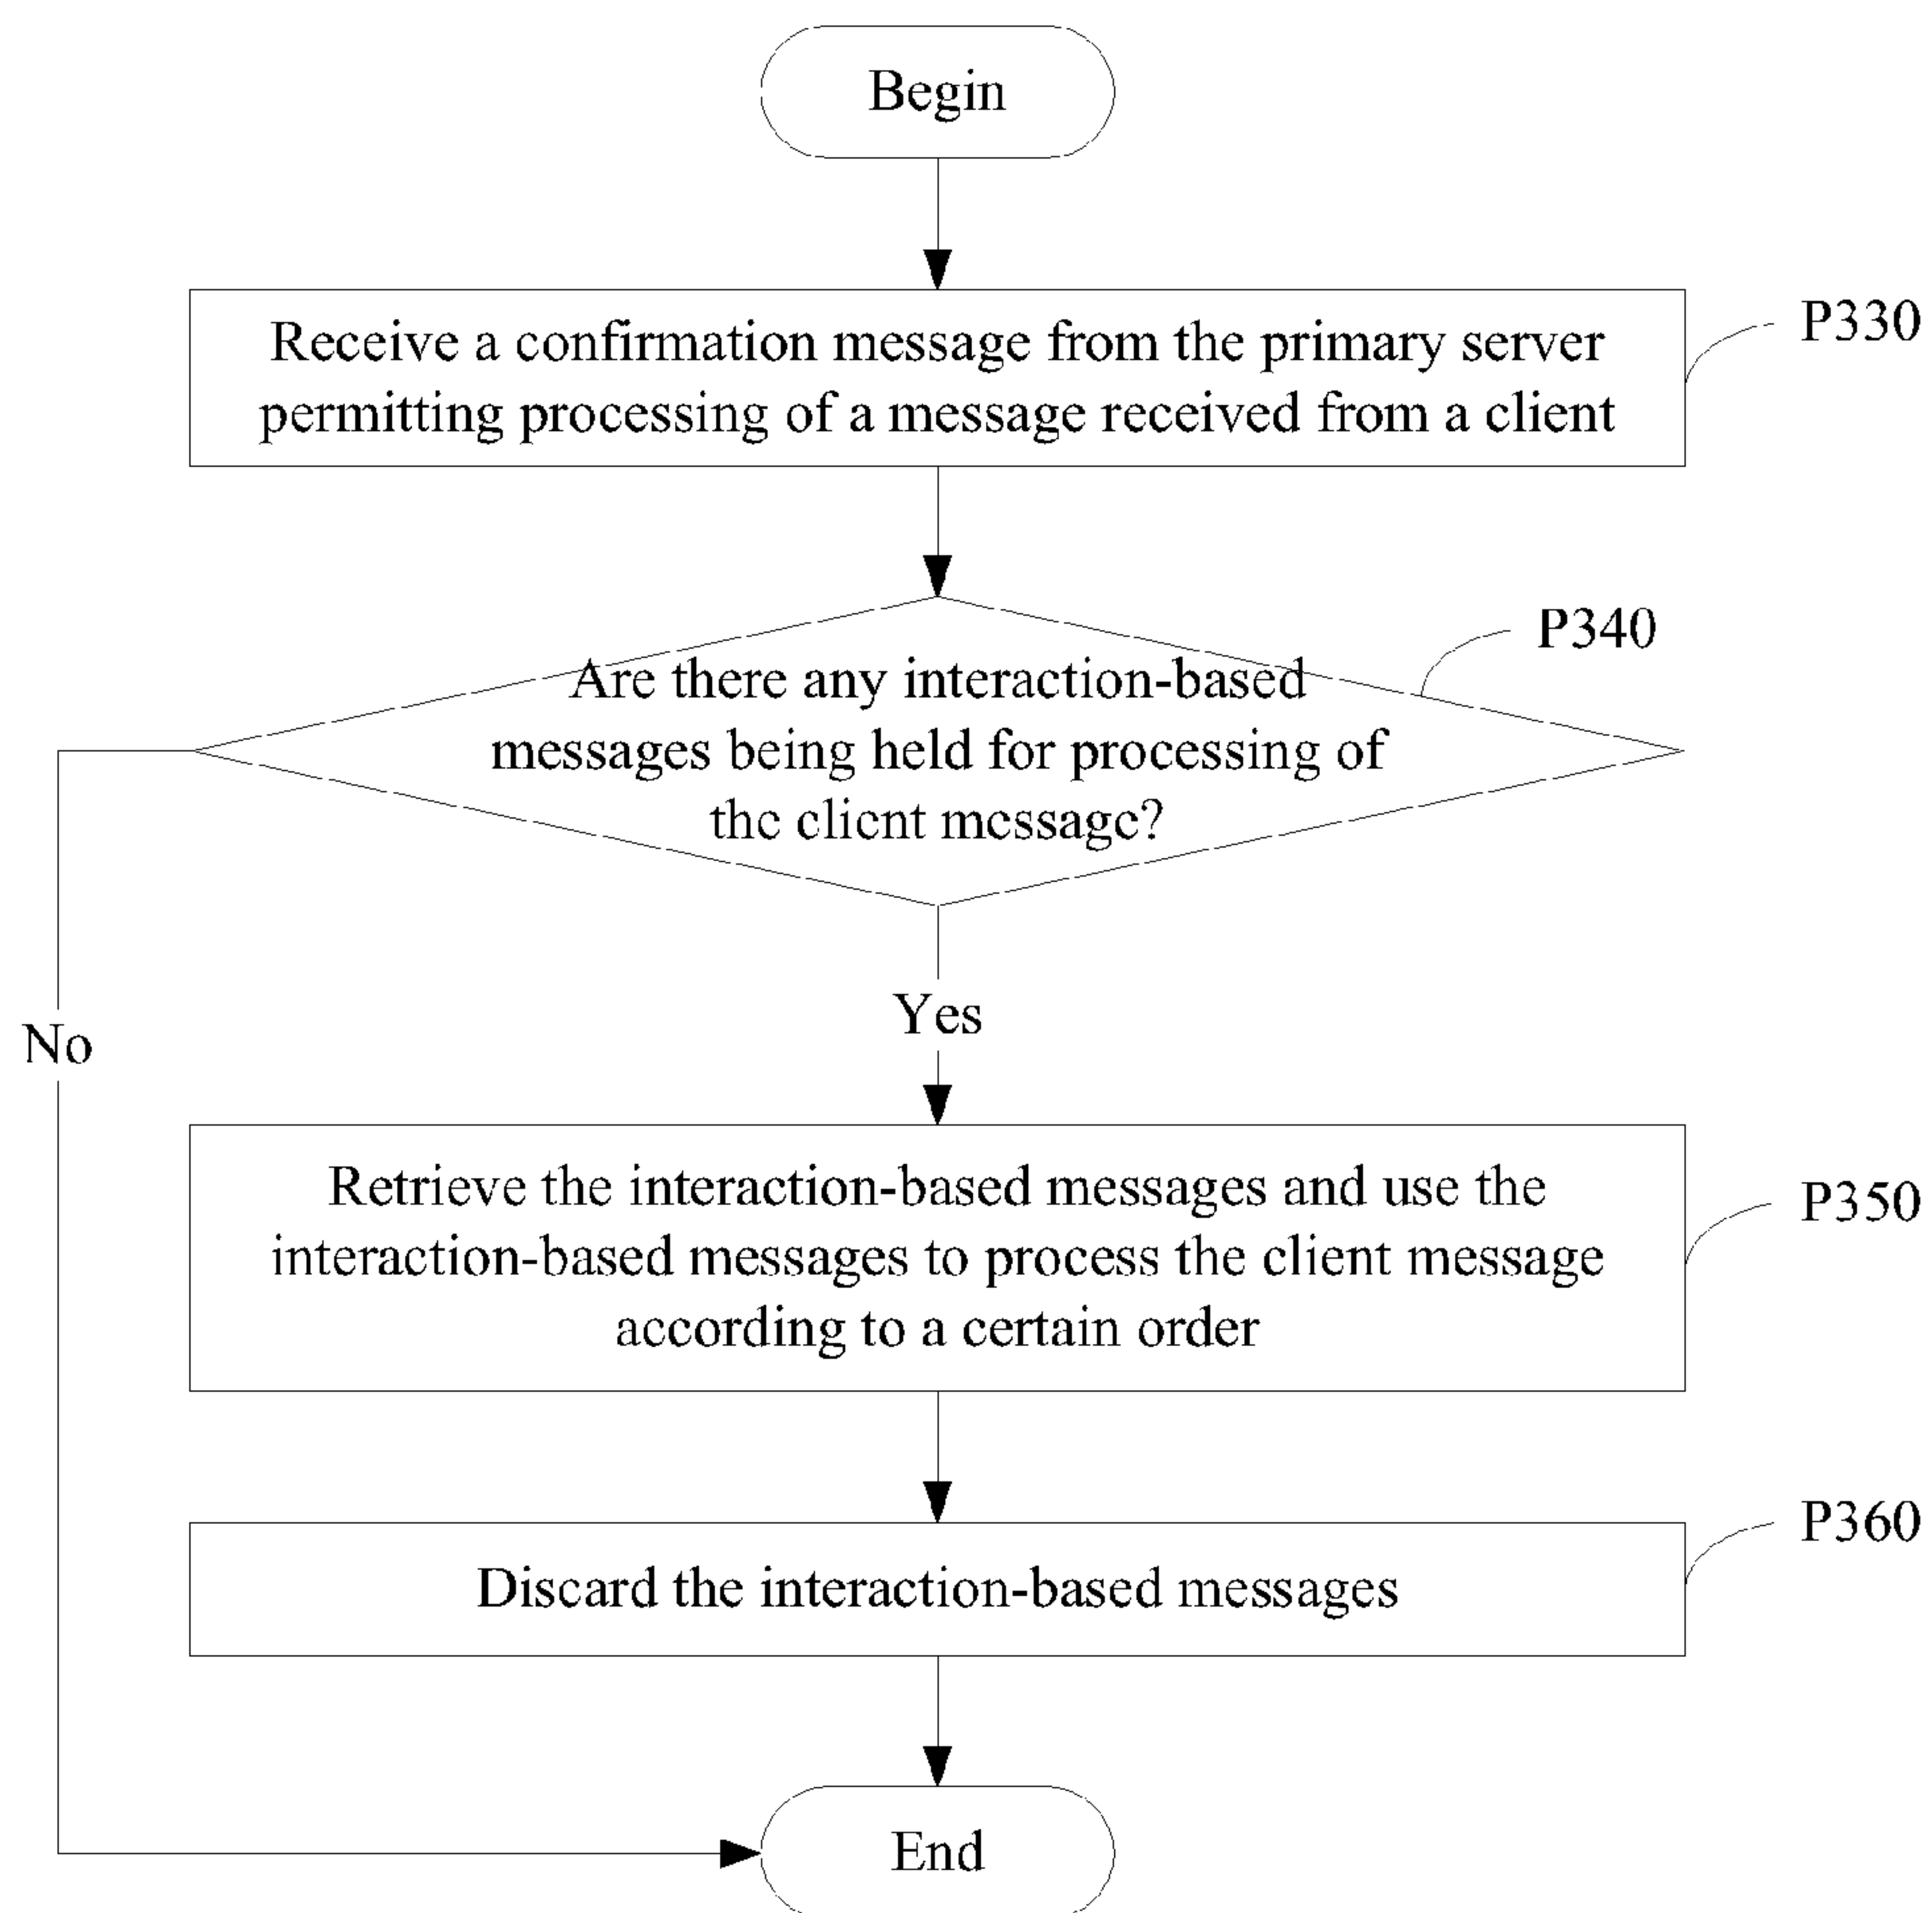 Begin
Receive a confirmation message from the primary server
permitting processing of a message received from a client
P330
Are there any interaction-based
messages being held for processing of
the client message?
P340
Yes
No
Retrieve the interaction-based messages and use the
interaction-based messages to process the client message
according to a certain order
P350
Discard the interaction-based messages
P360
End